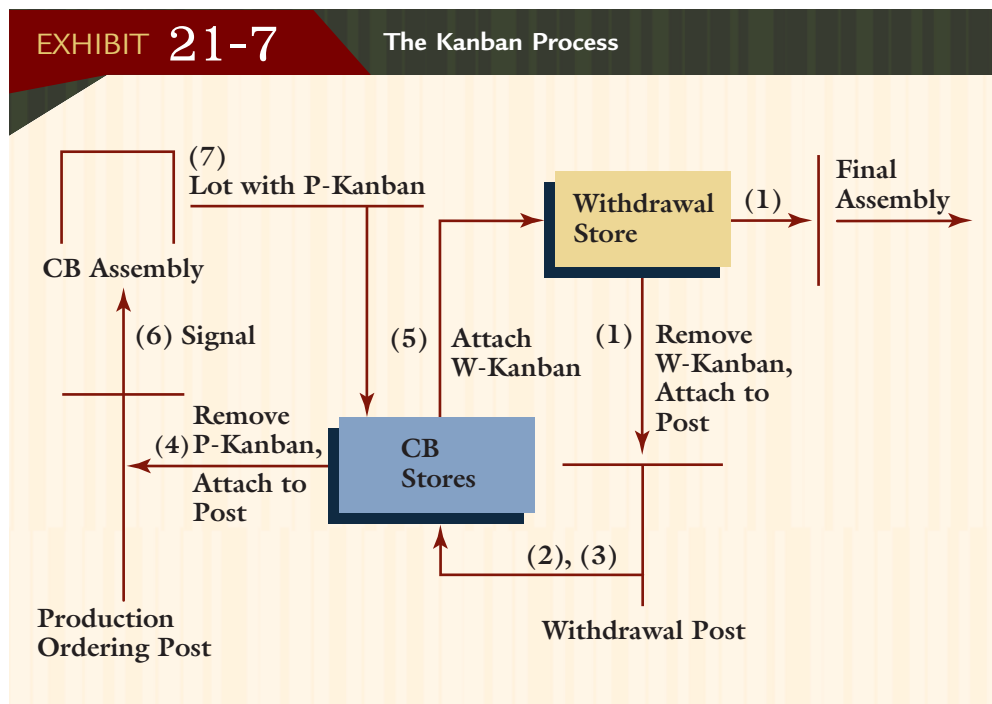 EXHIBIT 21-7
The Kanban Process
(7)
Lot with P-Kanban
CB Assembly
(6) Signal
Withdrawal
Store
(1)
Final
Assembly
(5)
Attach
W-Kanban
(1)
Remove
W-Kanban,
Attach to
Post
Remove
(4) P-Kanban,
Attach to
Post
CB
Stores
(2), (3)
Production
Ordering Post
Withdrawal Post